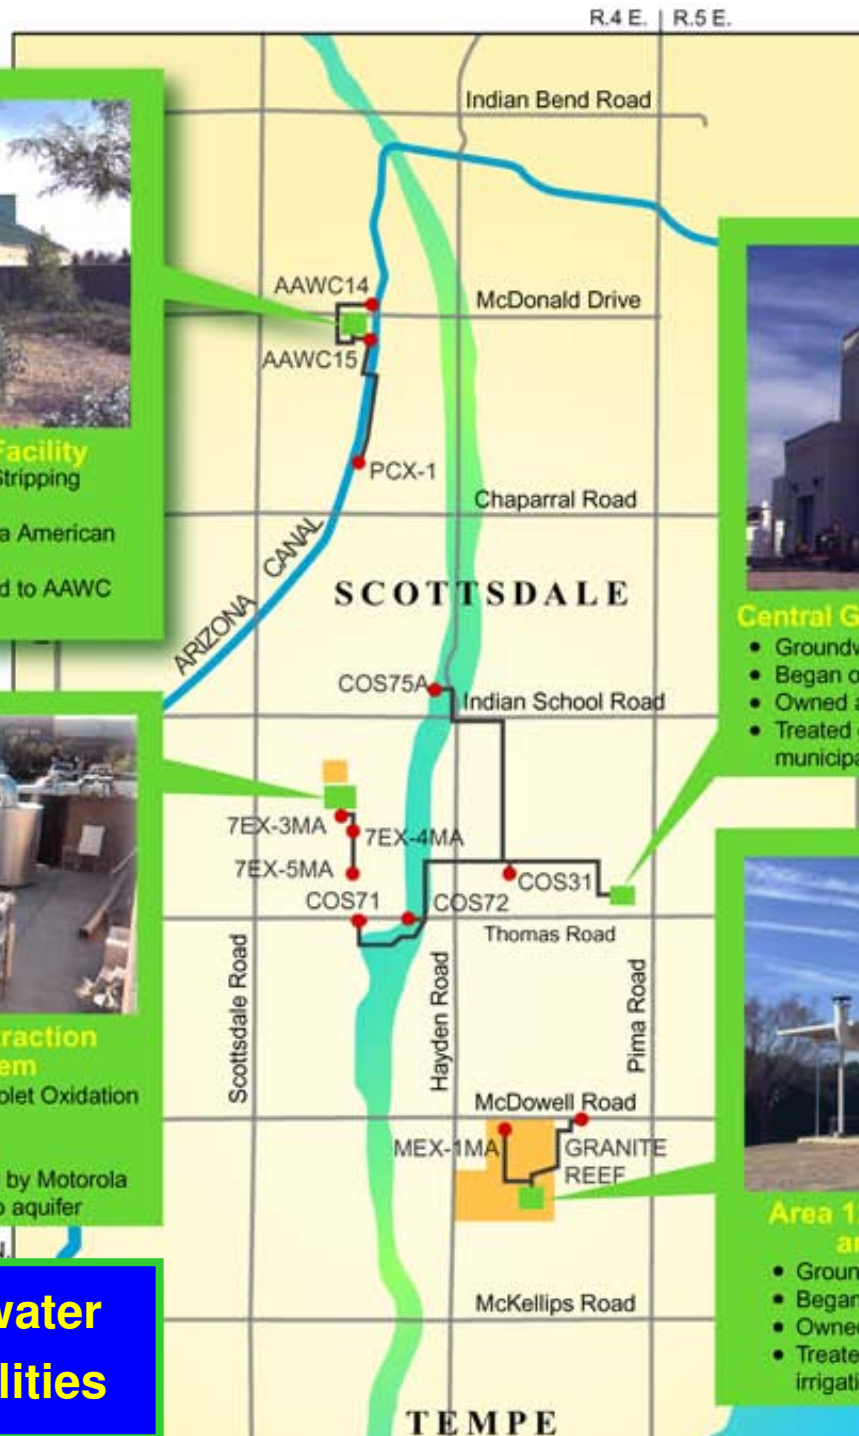 R.4 E. R.5 E.
Indian Bend Road
AAWC14
McDonald Drive
AAWC15
PCX-1
Chaparral Road
ARIZONA CANAL
SCOTTSDALE
COS75A
Indian School Road
7EX-3MA
7EX-4MA
7EX-5MA
COS31
COS71
COS72
Thomas Road
Scottsdale Road
Hayden Road
Pima Road
McDowell Road
MEX-1MA
GRANITE
REEF
McKellips Road
TEMPE
Facility
Stripping
a American
d to AAWC
Central G
• Groundw
• Began o
• Owned a
• Treated
municipa
traction
em
olet Oxidation
by Motorola
o aquifer
N.
Area 1
a
• Groun
• Began
• Owne
• Treate
irrigati
water
lities